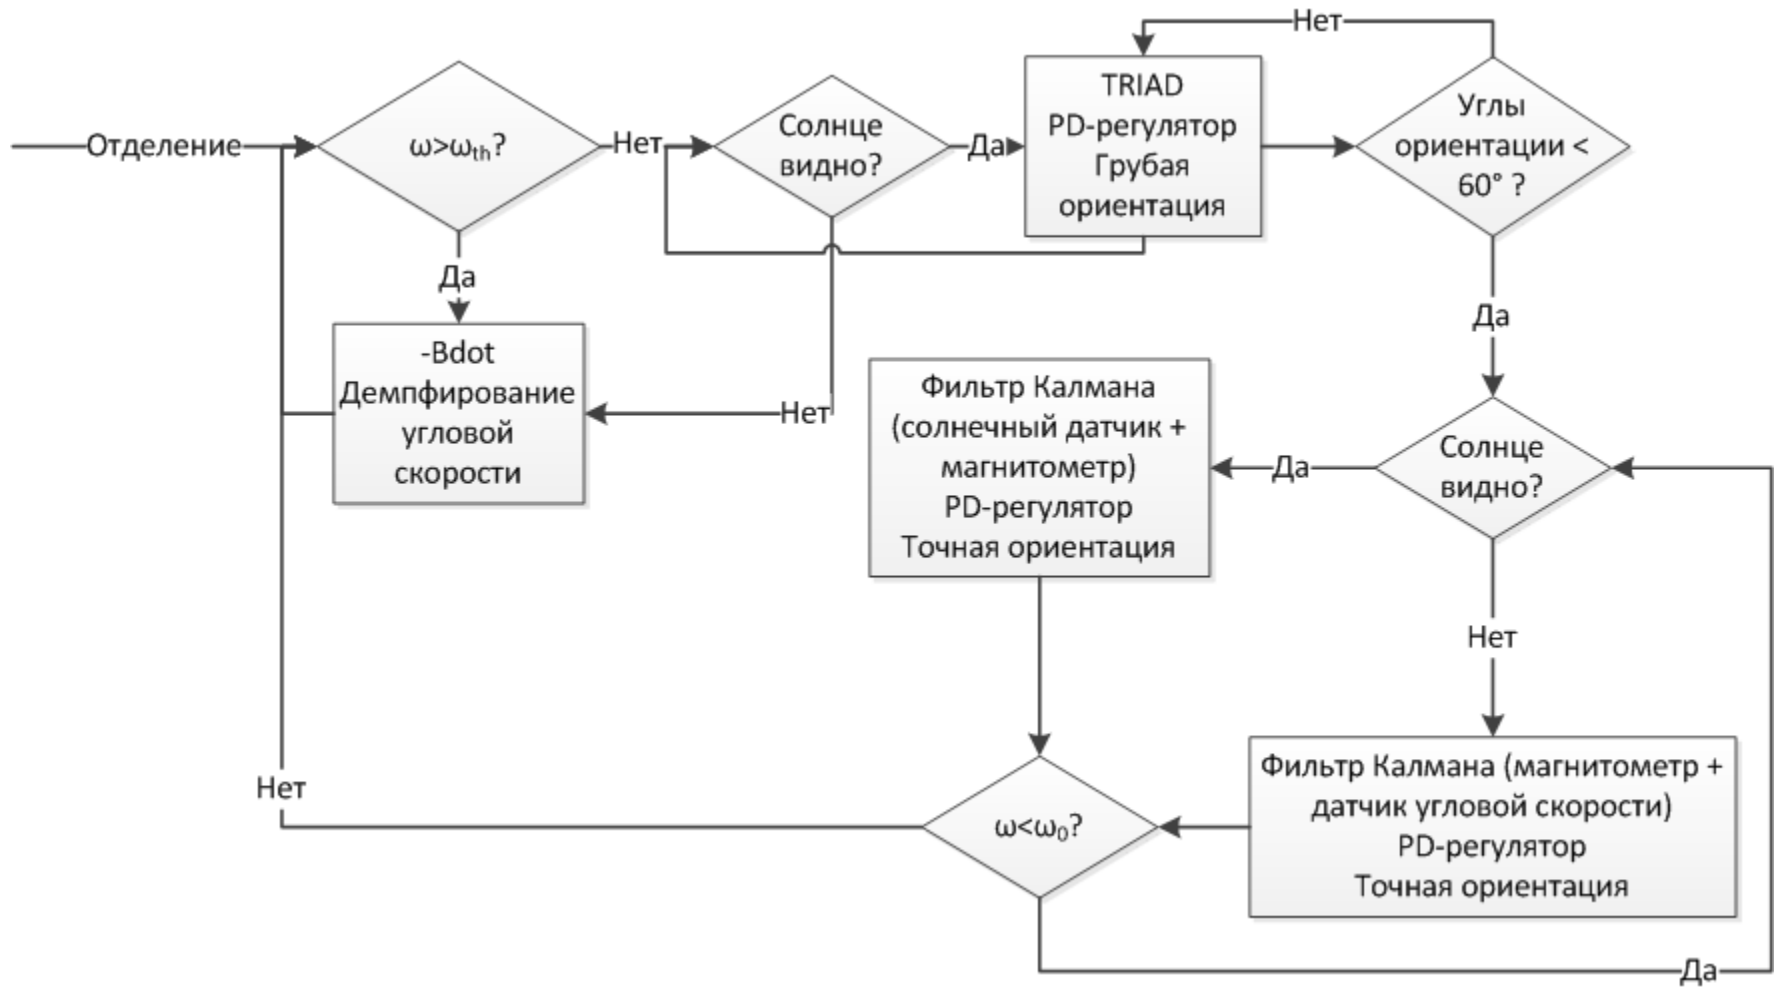 Отделение
ω>ωth?
Нет
Солнце
видно?
Да
TRIAD
PD-регулятор
Грубая
ориентация
Нет
Углы
ориентации <
60° ?
Да
-Bdot
Демпфирование
угловой
скорости
Нет
Да
Фильтр Калмана
(солнечный датчик +
магнитометр)
PD-регулятор
Точная ориентация
Да
Солнце
видно?
Нет
Фильтр Калмана (магнитометр +
датчик угловой скорости)
PD-регулятор
Точная ориентация
ω<ω0?
Нет
Да